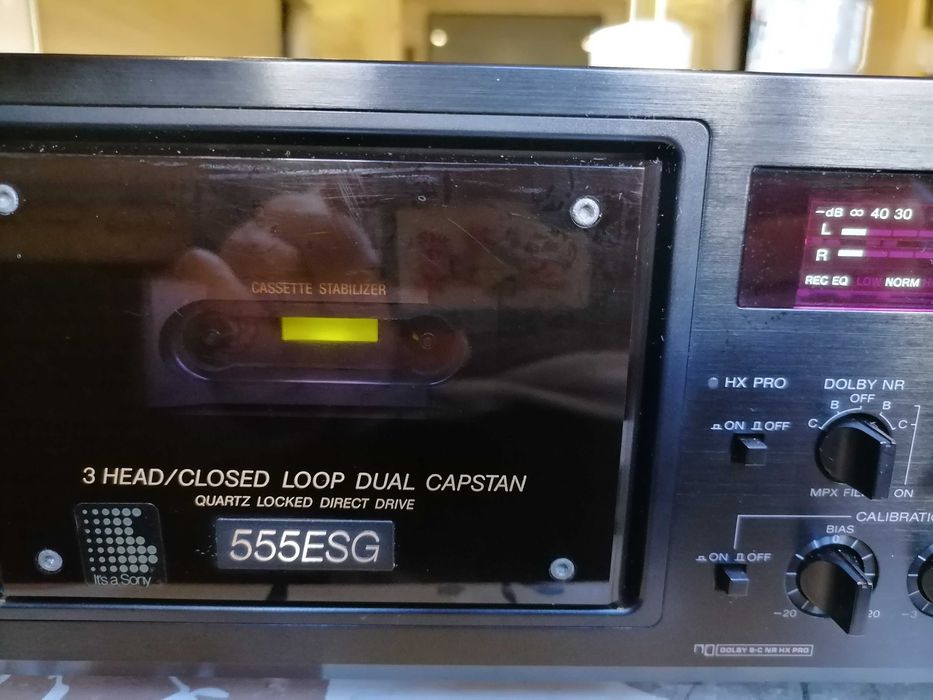 CASSETTE STABILIZER
3 HEAD/CLOSED LOOP DUAL CAPSTAN
QUARTZ LOCKED DIRECT DRIVE
555ESG
It's a Sony
-dB ∞ 40 30
L
R
REC EQ LOW NORM
HX PRO
ON OFF
DOLBY NR
OFF
B B
C C
MPX ON
CALIBRATIO
ON OFF
BIAS
0
-20 20
-3
DOLBY B-C NR HX PRO